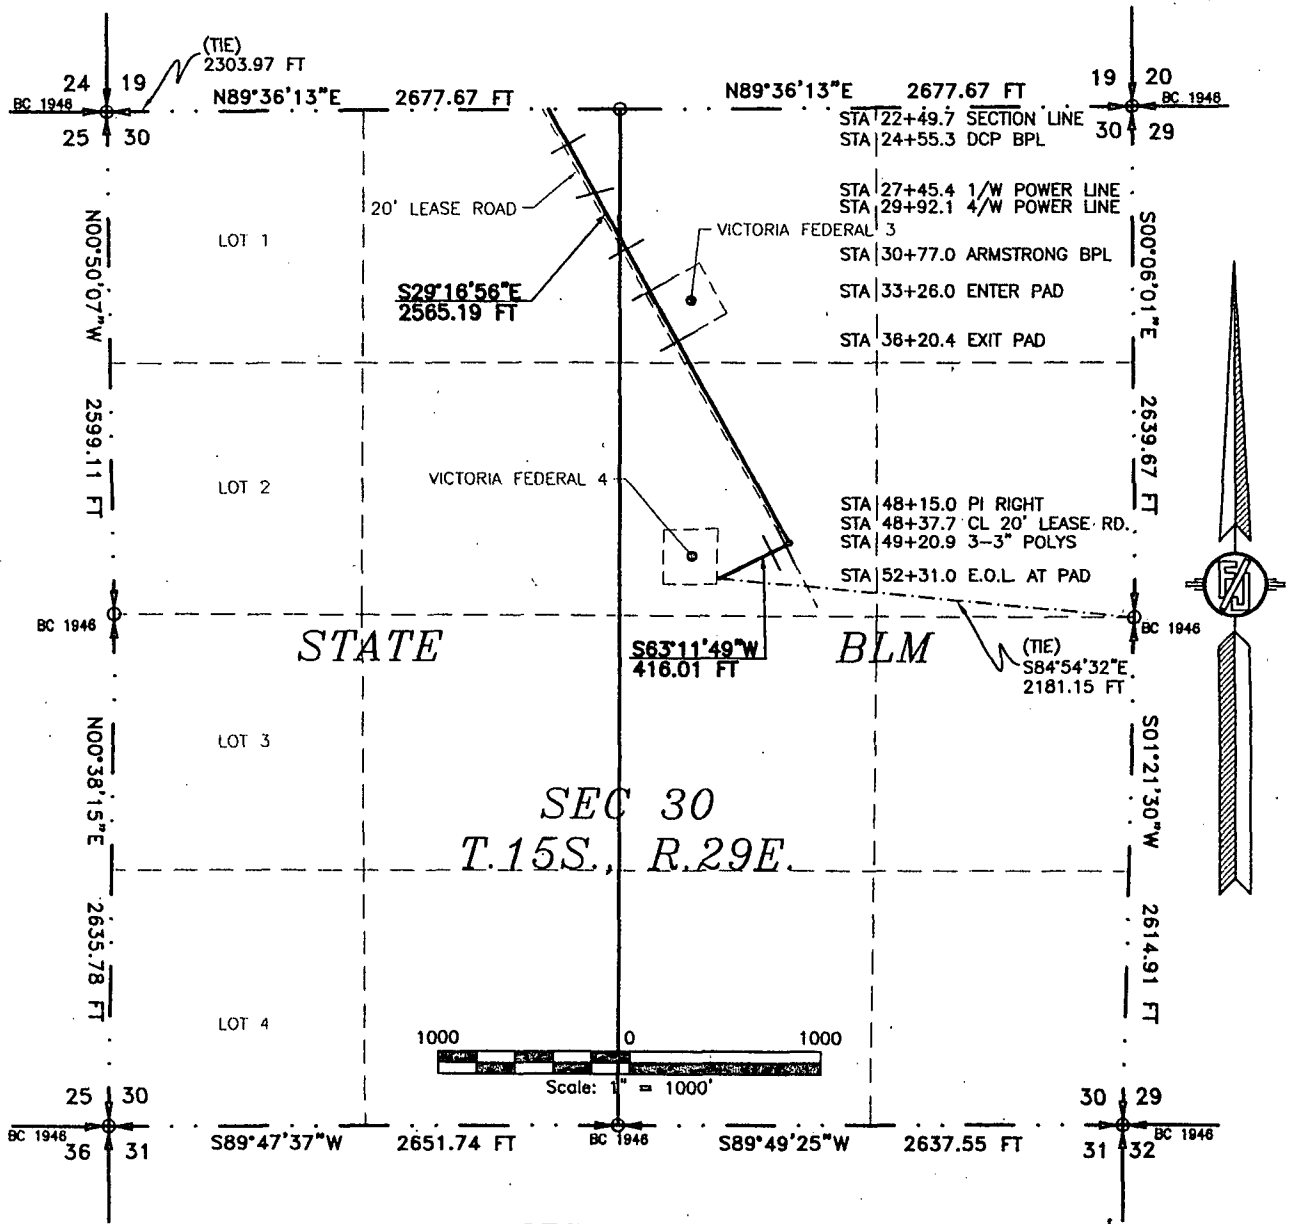 (TIE)
2303.97 FT
24 19
BC 1946
25 30
N89°36'13"E 2677.67 FT
N89°36'13"E 2677.67 FT
19 20
BC 1946
30 29
STA 22+49.7 SECTION LINE
STA 24+55.3 DCP BPL
STA 27+45.4 1/W POWER LINE
STA 29+92.1 4/W POWER LINE
STA 30+77.0 ARMSTRONG BPL
STA 33+26.0 ENTER PAD
STA 36+20.4 EXIT PAD
20' LEASE ROAD
VICTORIA FEDERAL 3
LOT 1
S29°16'56"E
2565.19 FT
N00°50'07"W 2599.11 FT
S00°06'01"E 2639.67 FT
LOT 2
VICTORIA FEDERAL 4
STA 48+15.0 PI RIGHT
STA 48+37.7 CL 20' LEASE RD.
STA 49+20.9 3-3" POLYS
STA 52+31.0 E.O.L. AT PAD
BC 1946
BC 1946
STATE
BLM
S63°11'49"W
416.01 FT
(TIE)
S84°54'32"E
2181.15 FT
LOT 3
N00°38'15"E 2635.78 FT
S01°21'30"W 2614.91 FT
SEC 30
T.15S., R.29E.
LOT 4
1000 0 1000
Scale: 1" = 1000'
25 30
BC 1946
36 31
S89°47'37"W 2651.74 FT
BC 1946
S89°49'25"W 2637.55 FT
30 29
BC 1946
31 32